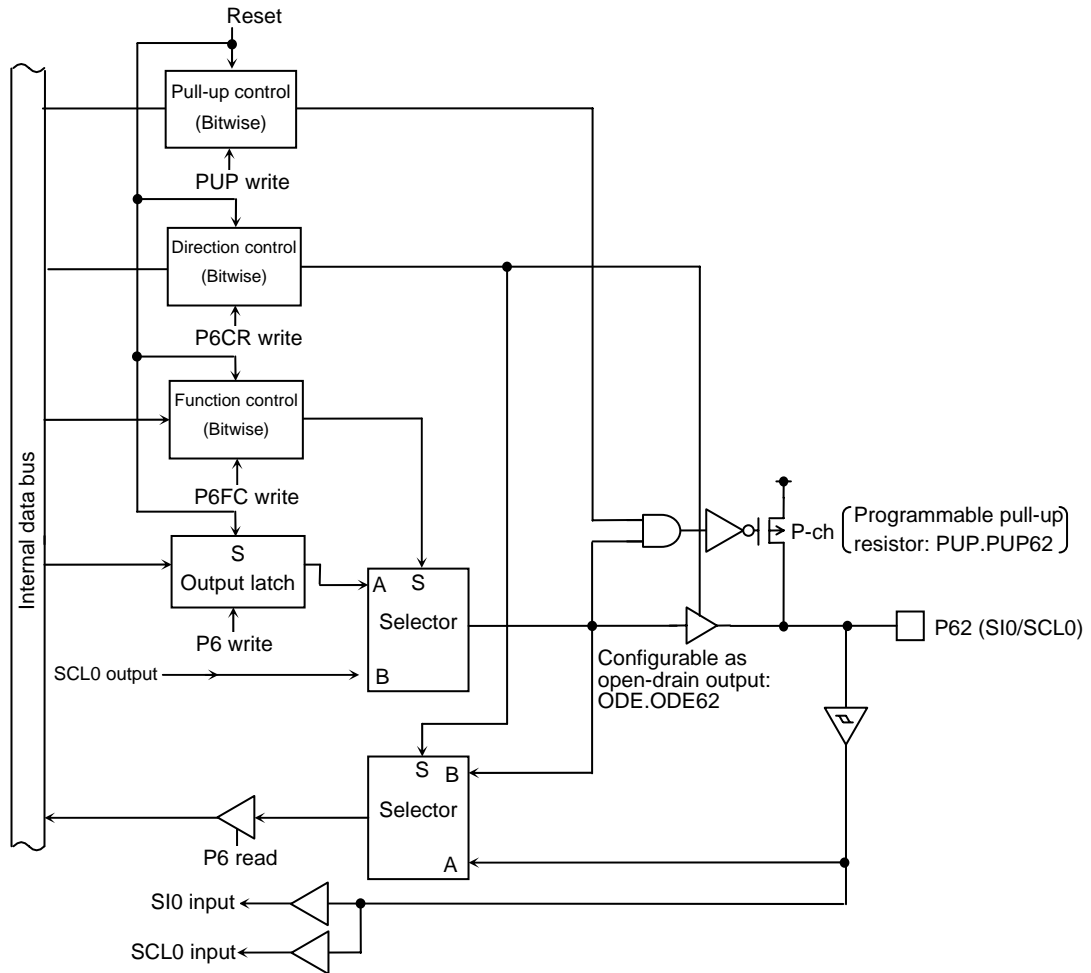 Reset
Pull-up control
(Bitwise)
PUP write
Direction control
(Bitwise)
P6CR write
Function control
(Bitwise)
P6FC write
Internal data bus
S
Output latch
P6 write
SCL0 output
A
S
Selector
B
P-ch
Programmable pull-up
resistor: PUP.PUP62
P62 (SI0/SCL0)
Configurable as
open-drain output:
ODE.ODE62
S
B
Selector
A
P6 read
SI0 input
SCL0 input